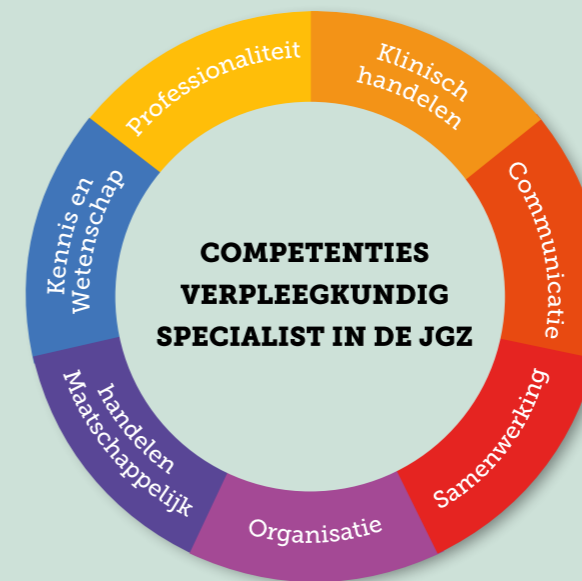 COMPETENTIES
VERPLEEGKUNDIG
SPECIALIST IN DE JGZ
Klinisch
handelen
Communicatie
Samenwerking
Organisatie
Maatschappelijk
handelen
Kennis en
Wetenschap
Professionaliteit